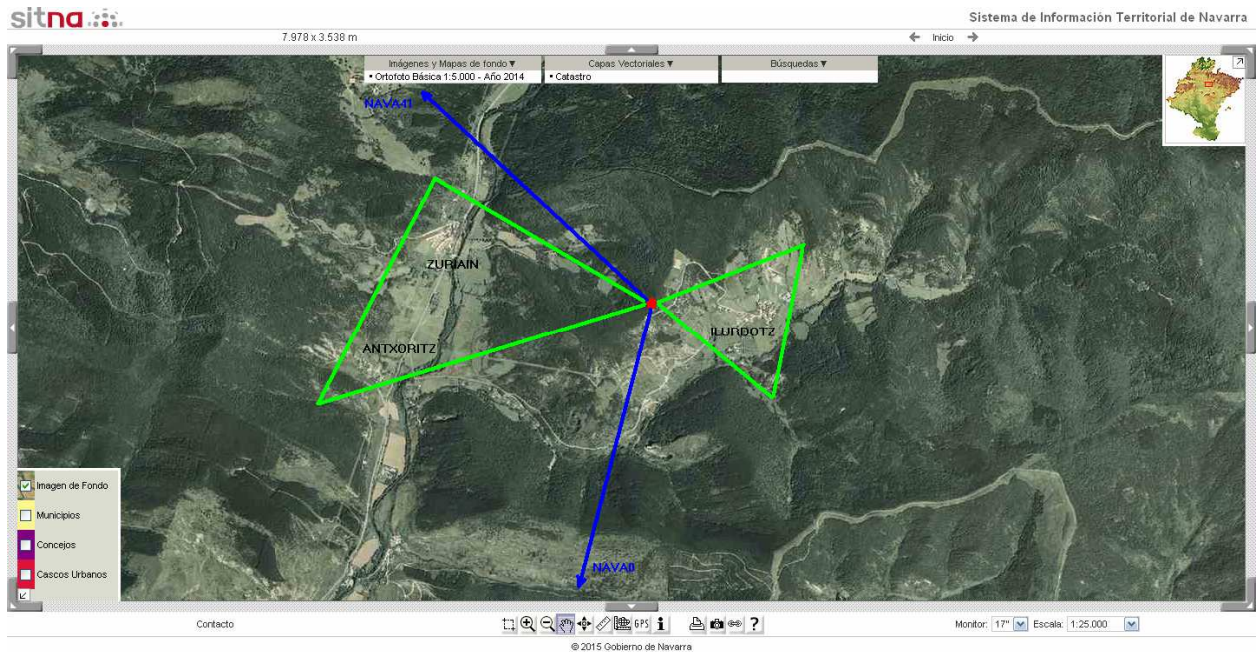 sitna
Sistema de Información Territorial de Navarra
7.978 x 3.538 m
Inicio
Imágenes y Mapas de fondo ▼
Capas Vectoriales ▼
Búsquedas ▼
• Ortofoto Básica 1:5.000 - Año 2014
• Catastro
NAVA41
ZURIAIN
ILURDOTZ
ANTXORITZ
Imagen de Fondo
Municipios
Concejos
Cascos Urbanos
NAVA8
Contacto
GPS
i
?
Monitor: 17"
Escala: 1:25.000
© 2015 Gobierno de Navarra